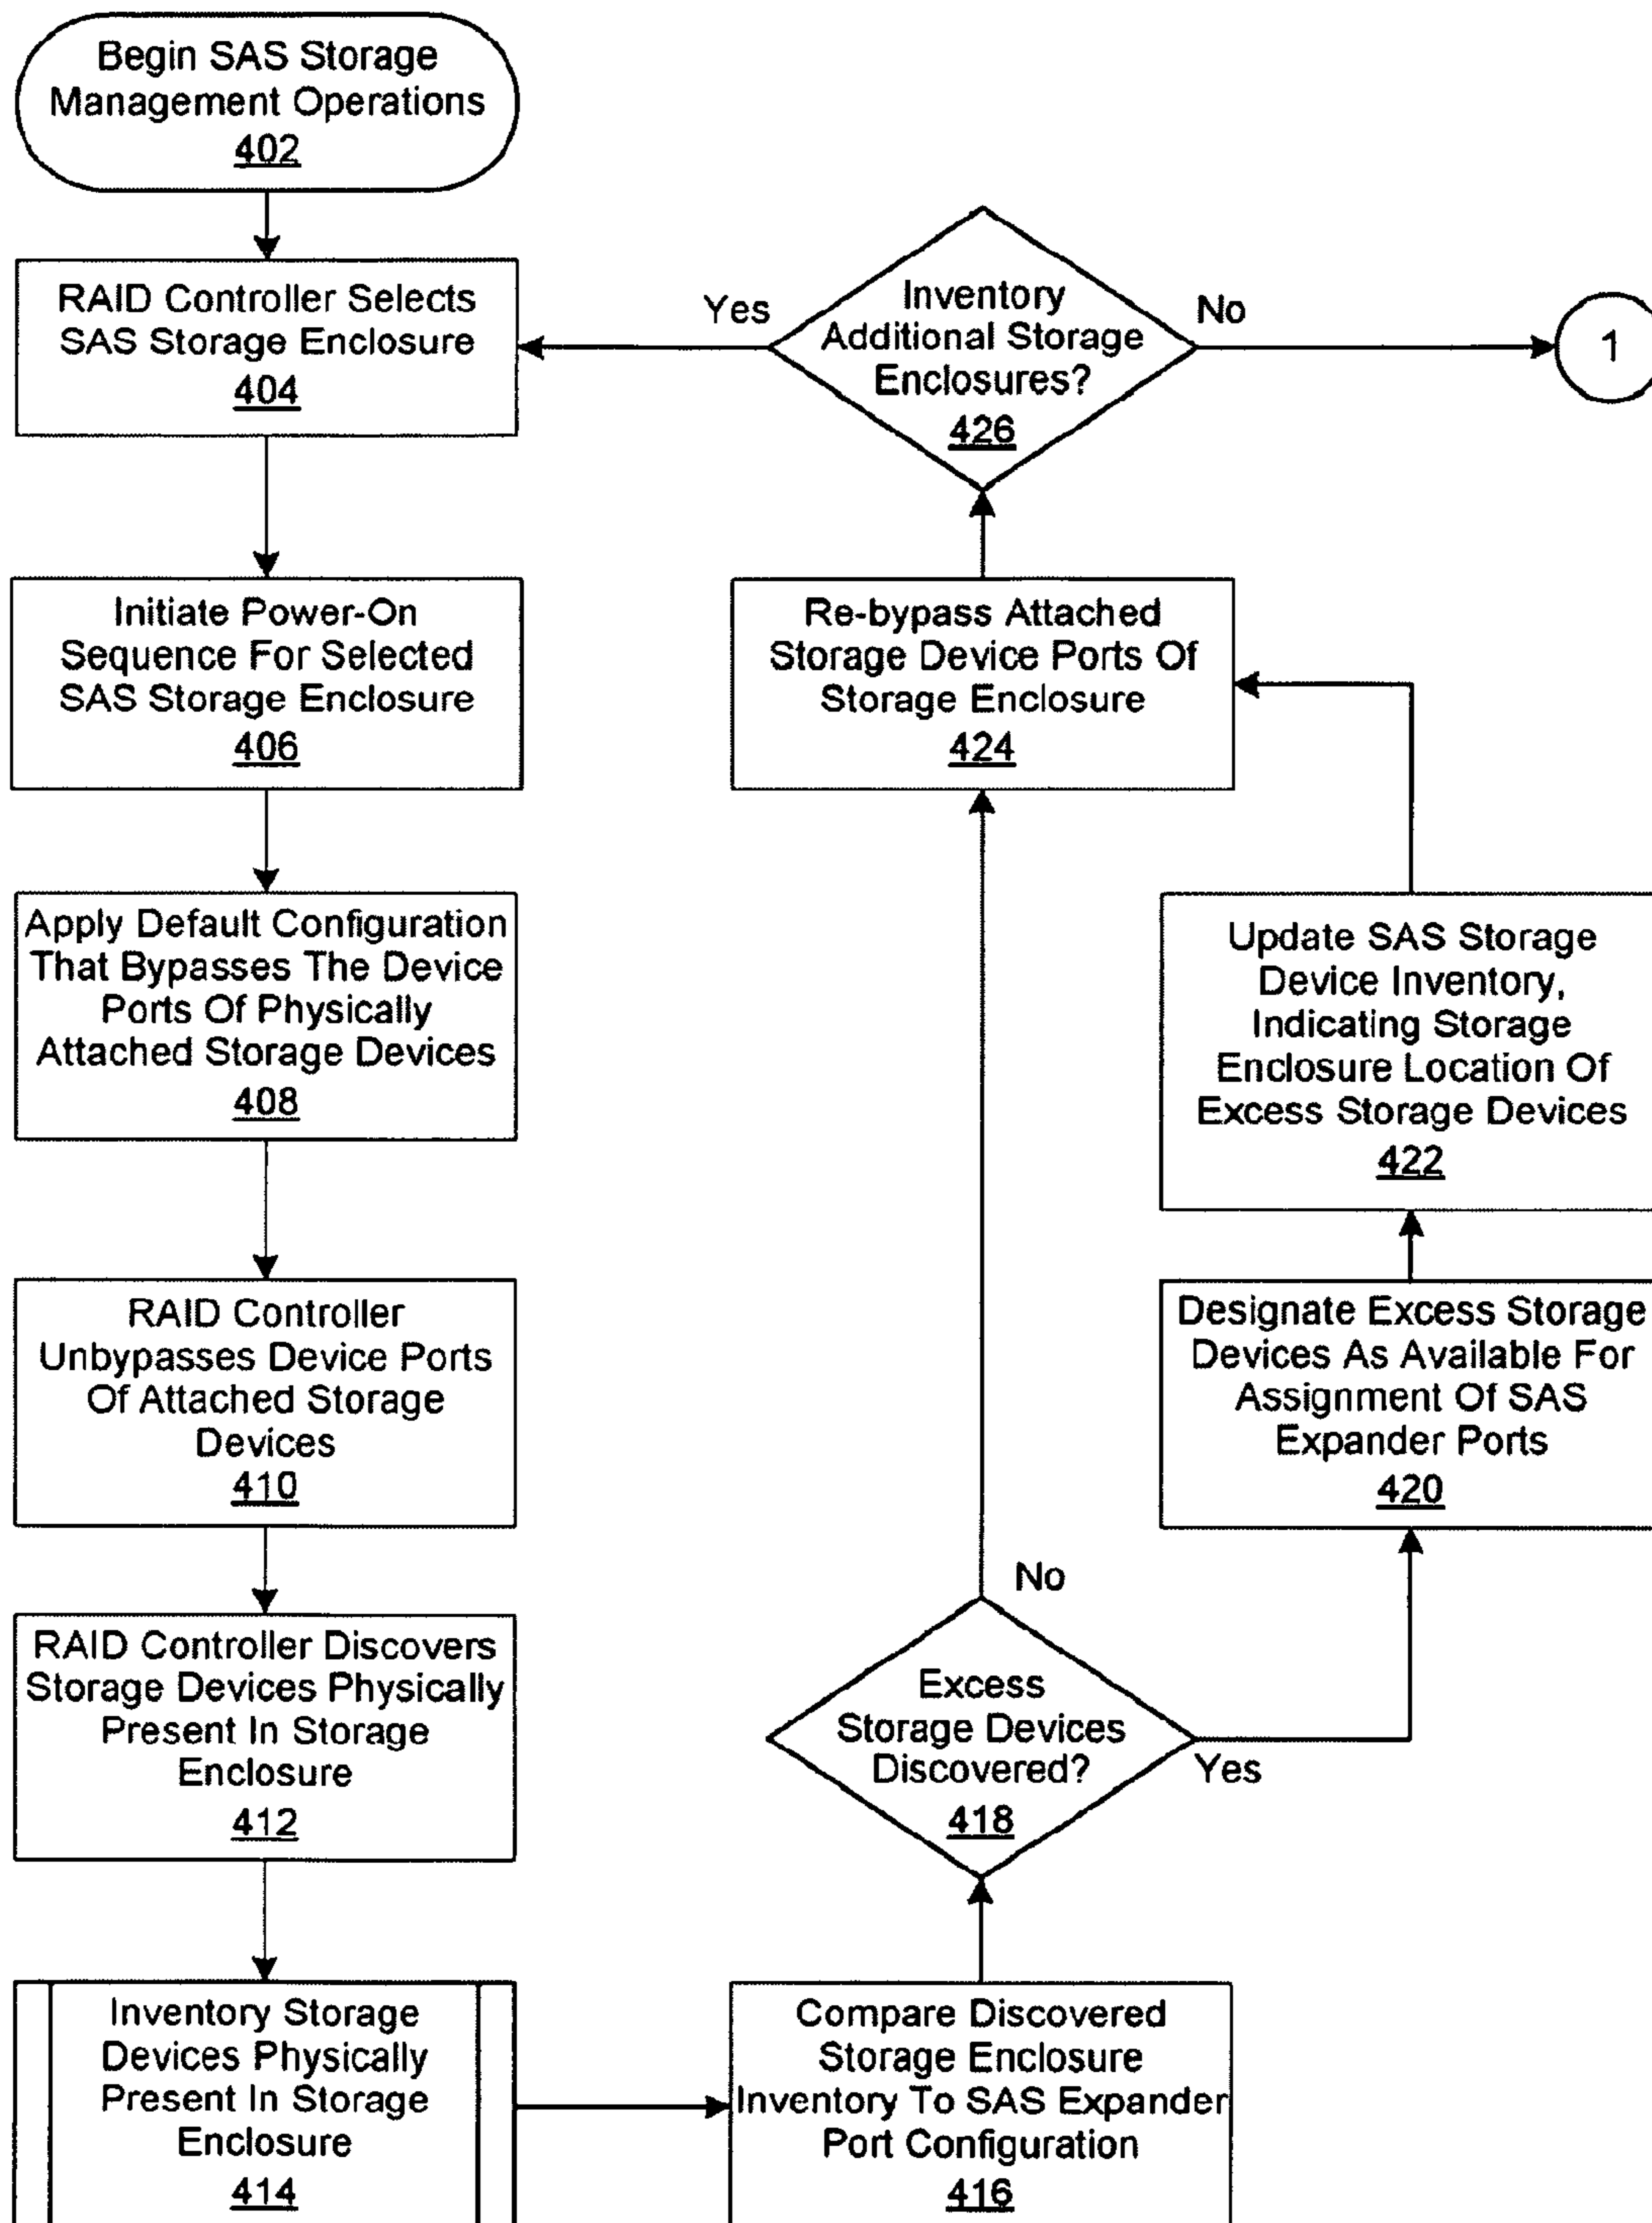 Begin SAS Storage
Management Operations
402
RAID Controller Selects
SAS Storage Enclosure
404
Initiate Power-On
Sequence For Selected
SAS Storage Enclosure
406
Apply Default Configuration
That Bypasses The Device
Ports Of Physically
Attached Storage Devices
408
RAID Controller
Unbypasses Device Ports
Of Attached Storage
Devices
410
RAID Controller Discovers
Storage Devices Physically
Present In Storage
Enclosure
412
Inventory Storage
Devices Physically
Present In Storage
Enclosure
414
Compare Discovered
Storage Enclosure
Inventory To SAS Expander
Port Configuration
416
Excess
Storage Devices
Discovered?
418
No
Yes
Designate Excess Storage
Devices As Available For
Assignment Of SAS
Expander Ports
420
Update SAS Storage
Device Inventory,
Indicating Storage
Enclosure Location Of
Excess Storage Devices
422
Re-bypass Attached
Storage Device Ports Of
Storage Enclosure
424
Inventory
Additional Storage
Enclosures?
426
Yes
No
1